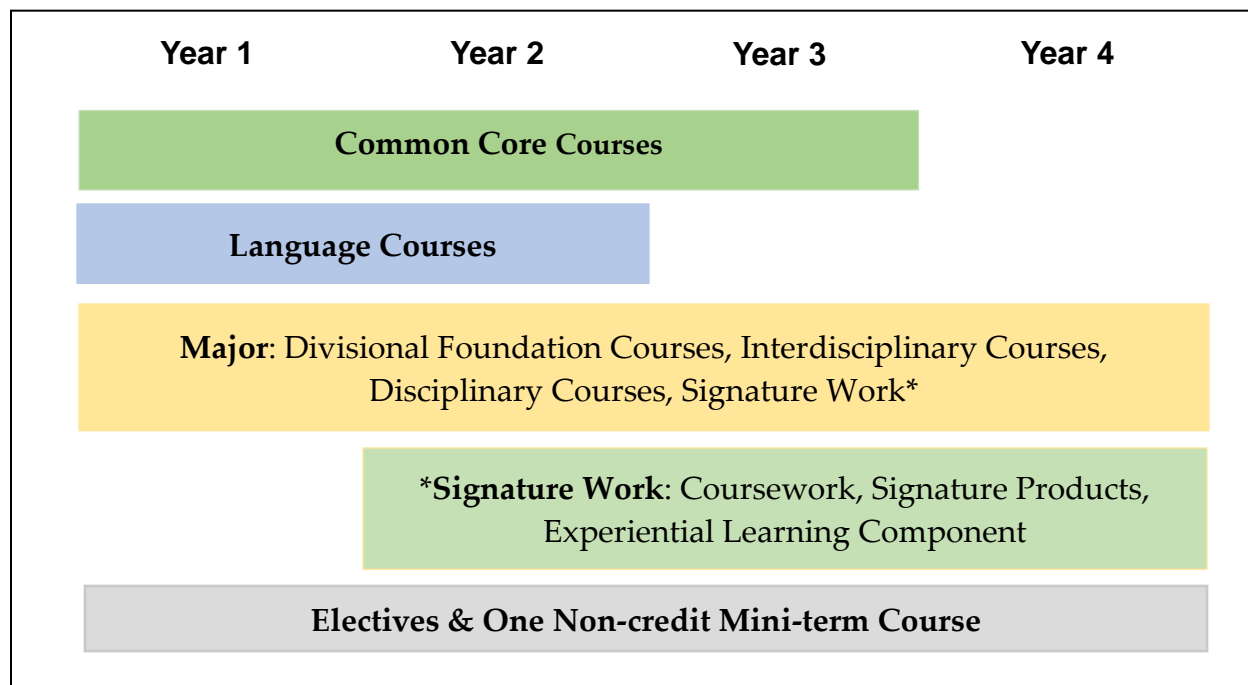 Year 1 Year 2 Year 3 Year 4
Common Core Courses
Language Courses
Major: Divisional Foundation Courses, Interdisciplinary Courses,
Disciplinary Courses, Signature Work*
*Signature Work: Coursework, Signature Products,
Experiential Learning Component
Electives & One Non-credit Mini-term Course